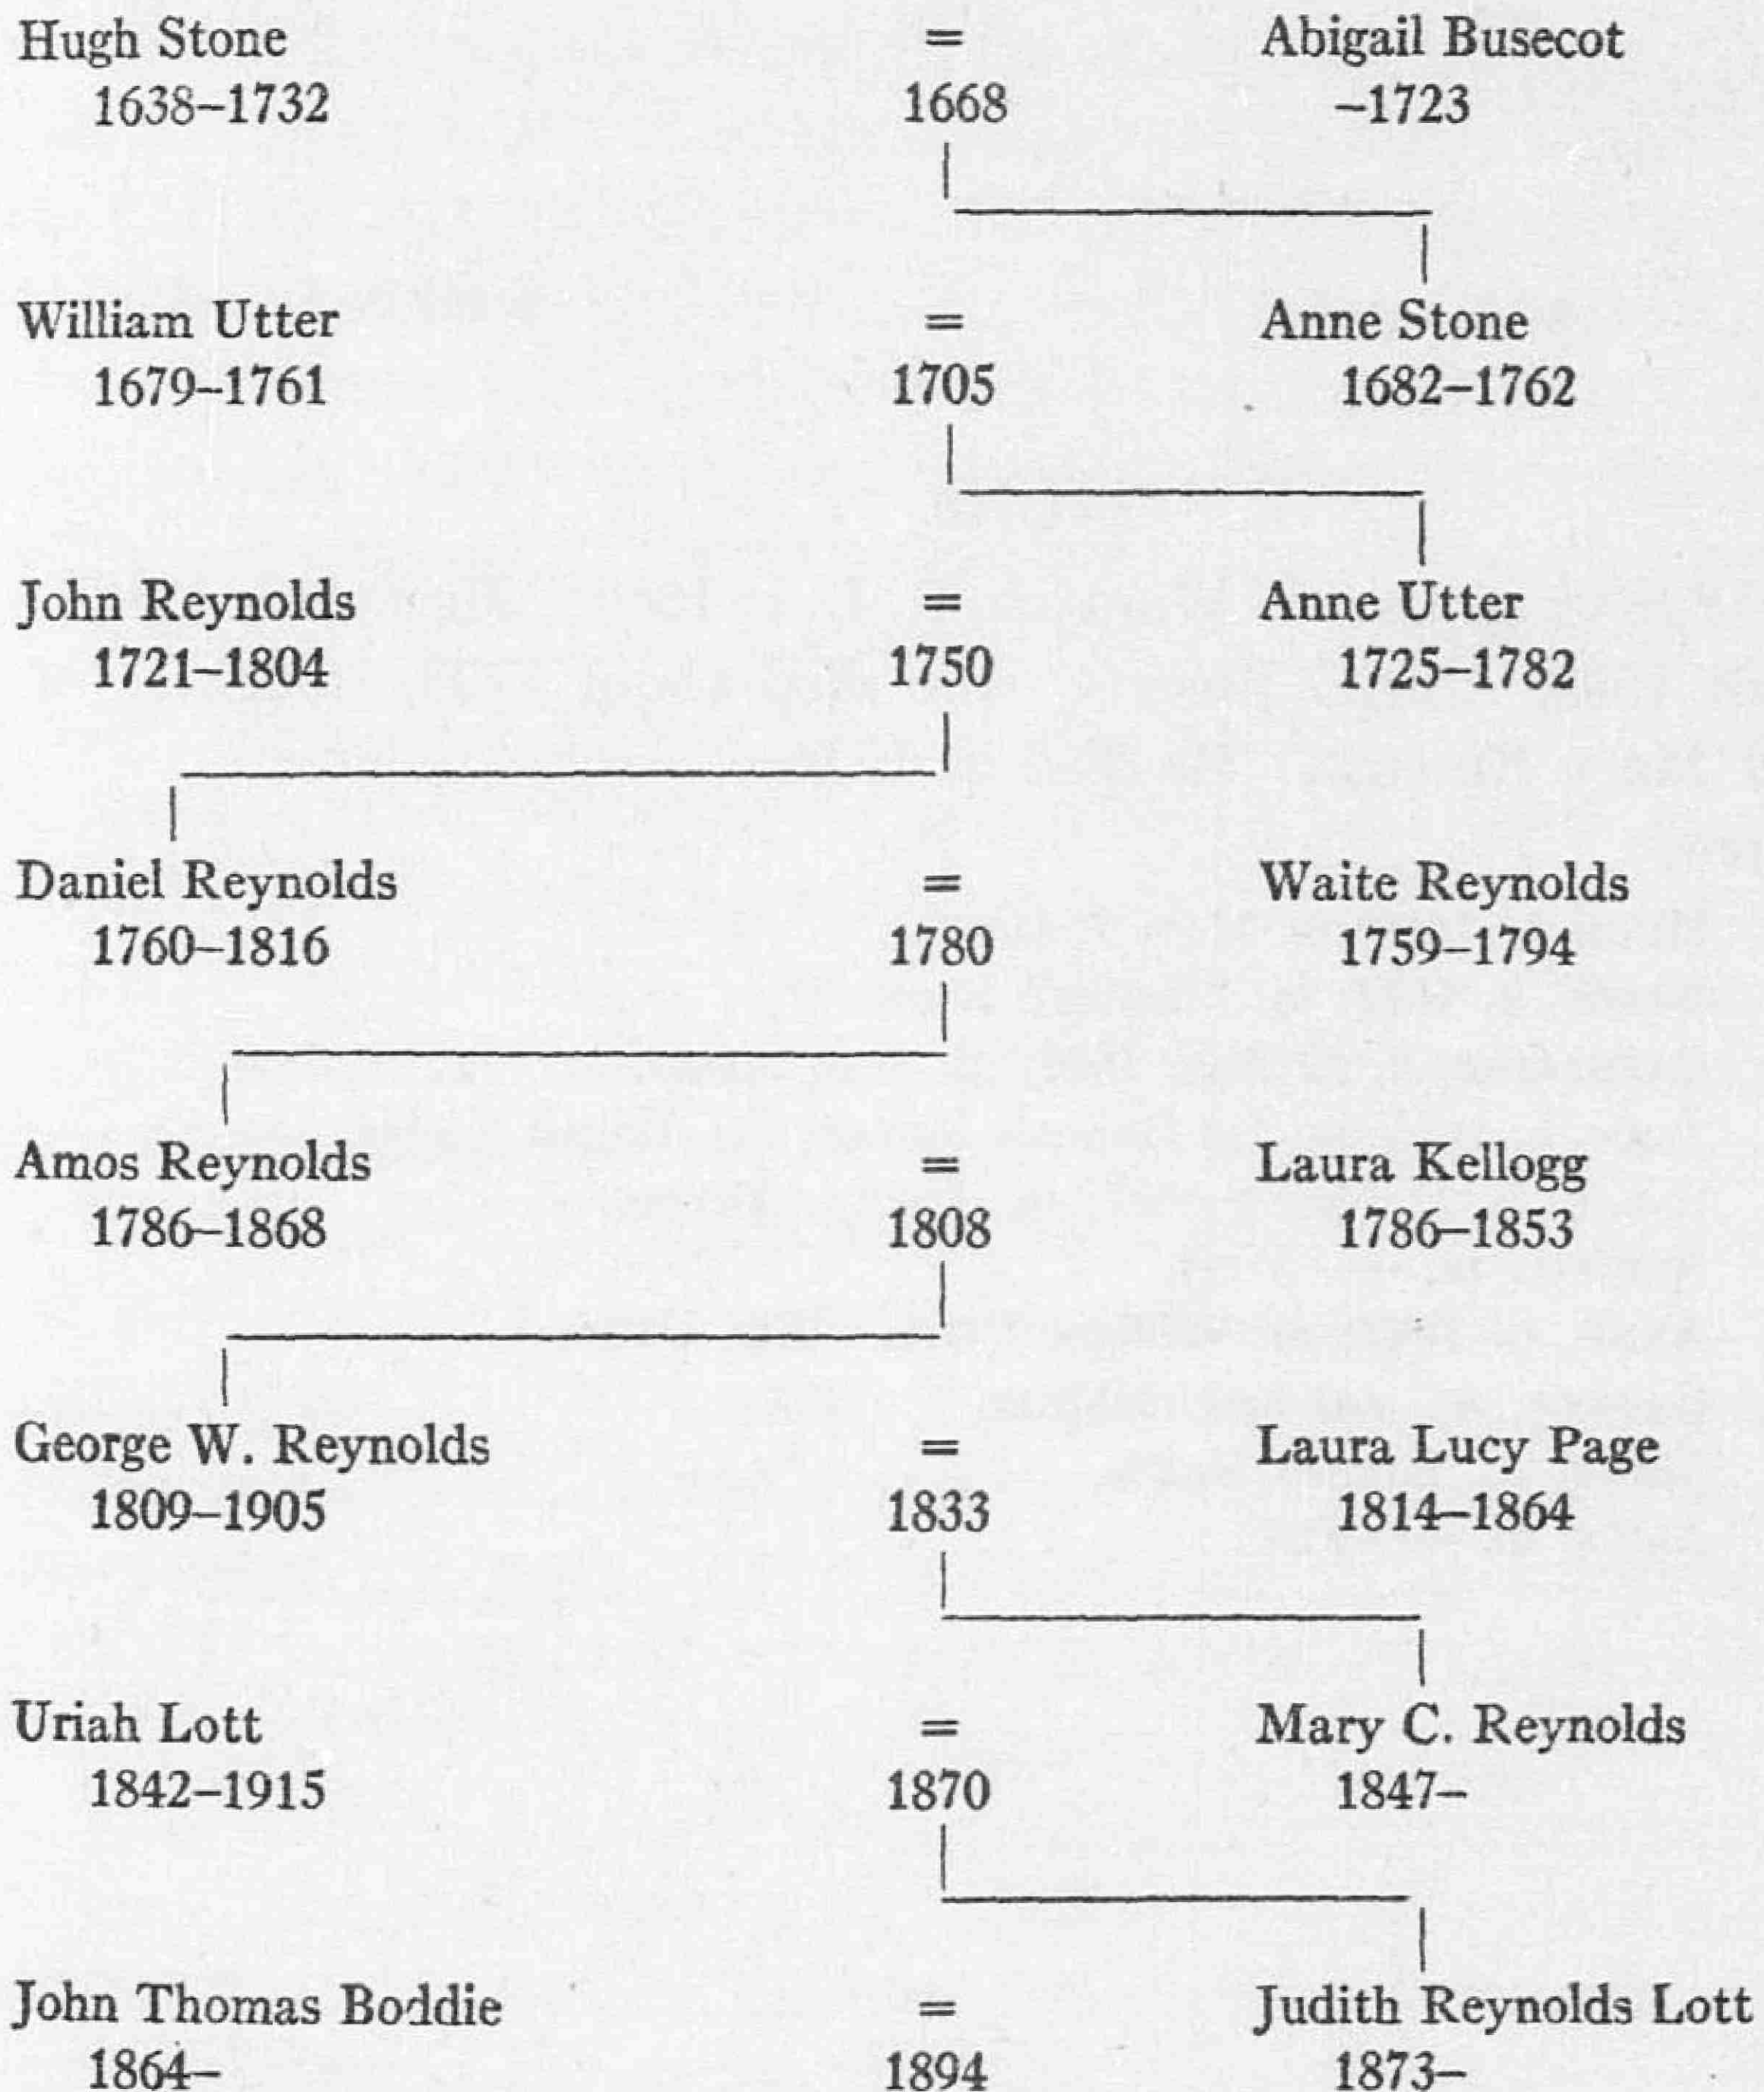 Hugh Stone = Abigail Busecot
1638–1732 1668 –1723
William Utter = Anne Stone
1679–1761 1705 1682–1762
John Reynolds = Anne Utter
1721–1804 1750 1725–1782
Daniel Reynolds = Waite Reynolds
1760–1816 1780 1759–1794
Amos Reynolds = Laura Kellogg
1786–1868 1808 1786–1853
George W. Reynolds = Laura Lucy Page
1809–1905 1833 1814–1864
Uriah Lott = Mary C. Reynolds
1842–1915 1870 1847–
John Thomas Boddie = Judith Reynolds Lott
1864– 1894 1873–